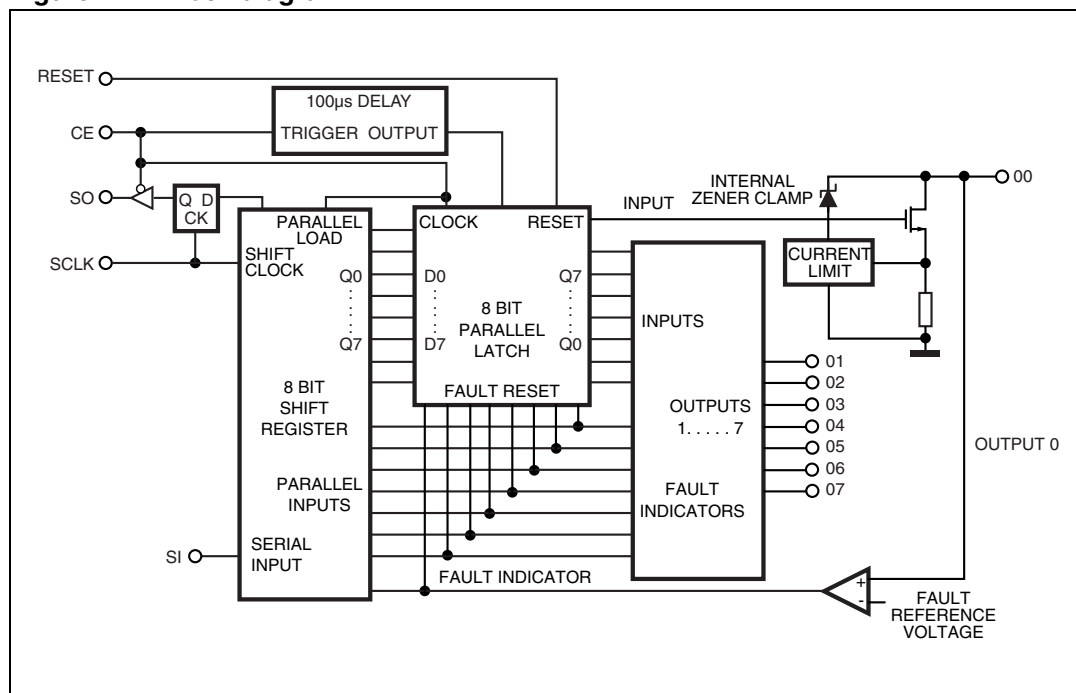 RESET
100µs DELAY
TRIGGER OUTPUT
CE
SO
Q D
CK
SCLK
PARALLEL
LOAD
SHIFT
CLOCK
Q0
Q7
8 BIT
SHIFT
REGISTER
PARALLEL
INPUTS
SERIAL
INPUT
SI
CLOCK
RESET
D0
D7
8 BIT
PARALLEL
LATCH
Q7
Q0
FAULT RESET
INPUT
INPUTS
OUTPUTS
1.....7
FAULT
INDICATORS
INTERNAL
ZENER CLAMP
CURRENT
LIMIT
00
01
02
03
04
05
06
07
OUTPUT 0
FAULT INDICATOR
+
-
FAULT
REFERENCE
VOLTAGE